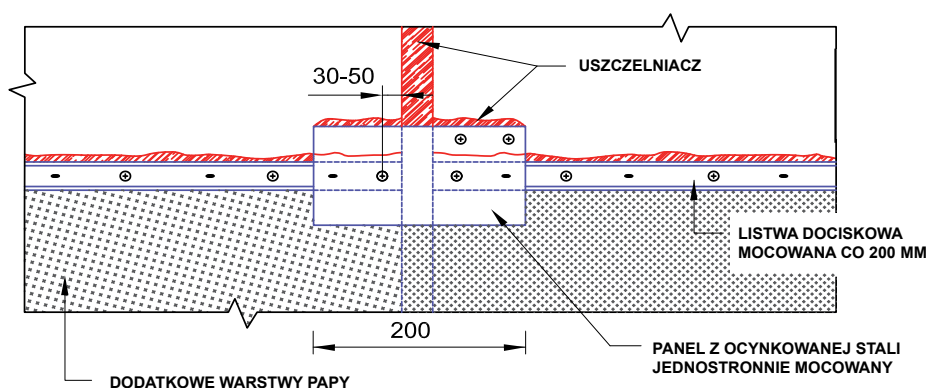 USZCZELNIACZ
30-50
LISTWA DOCISKOWA
MOCOWANA CO 200 MM
200
PANEL Z OCYNKOWANEJ STALI
JEDNOSTRONNIE MOCOWANY
DODATKOWE WARSTWY PAPY